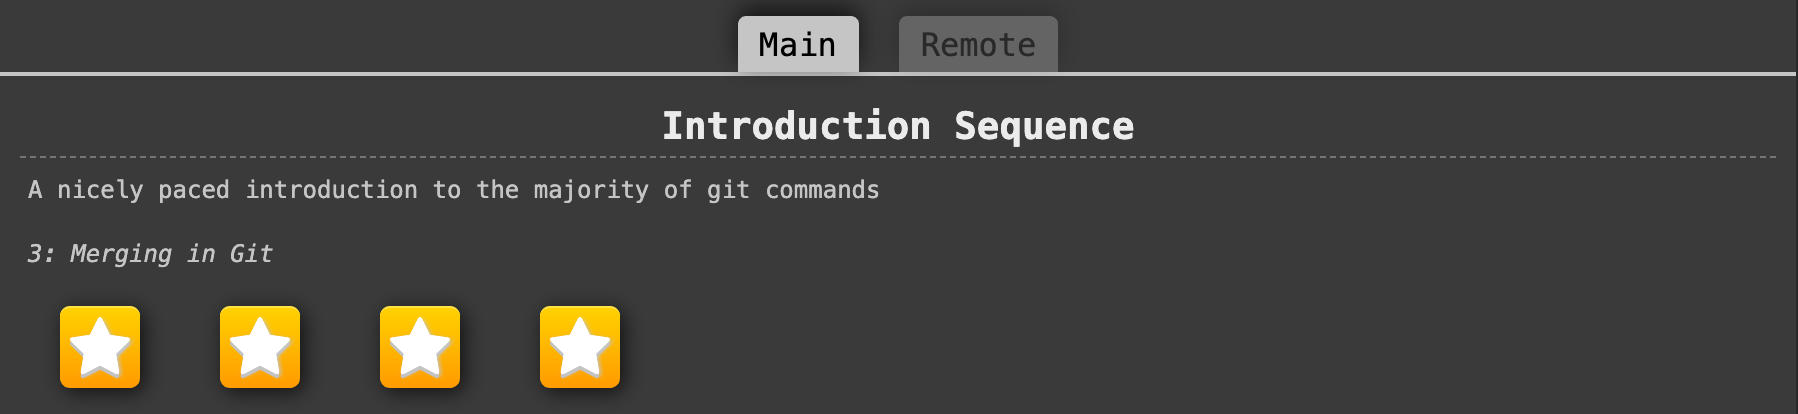 Main
Remote
Introduction Sequence
A nicely paced introduction to the majority of git commands
3: Merging in Git